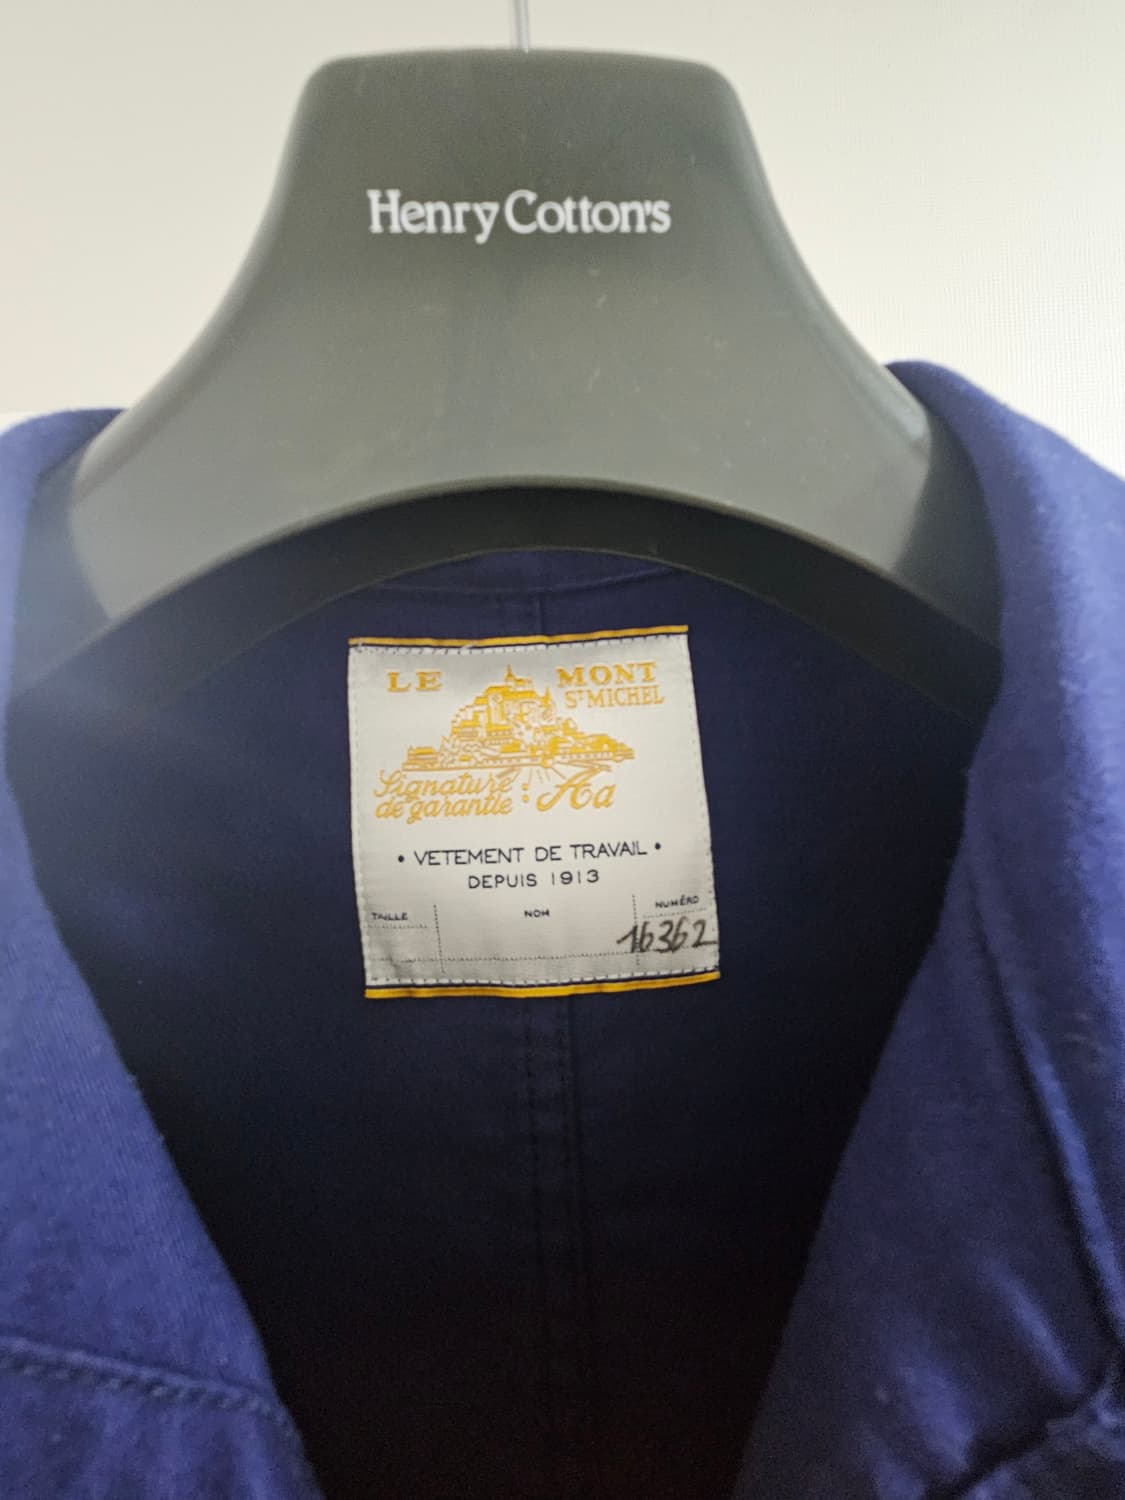 Henry Cotton's
LE MONT
ST MICHEL
Signature
de garantie : Aa
• VETEMENT DE TRAVAIL •
DEPUIS 1913
TAILLE NOM NUMÉRO
16362